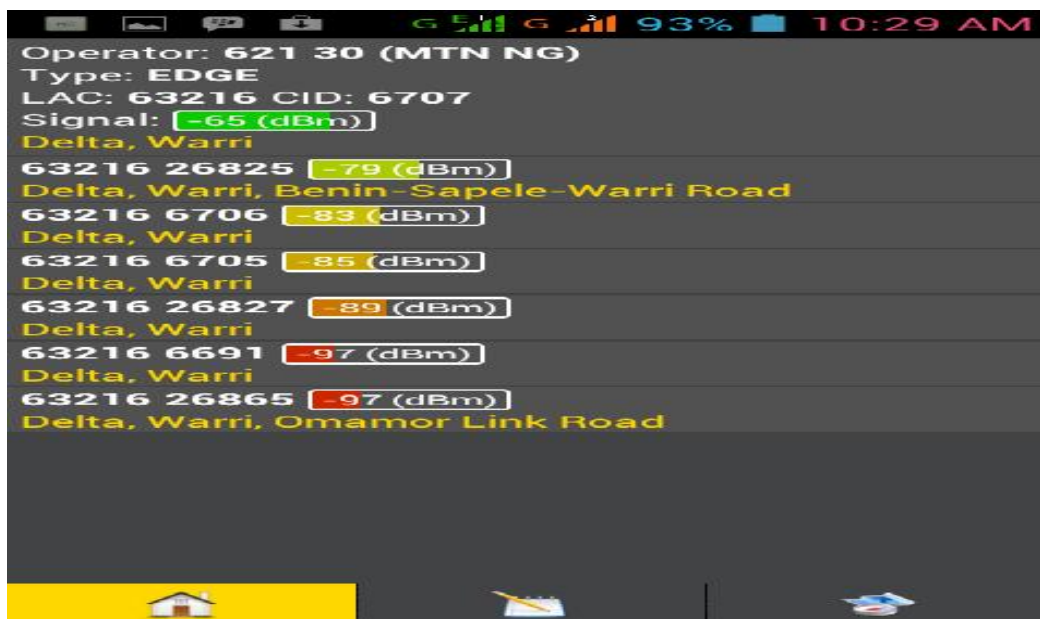 G E 1 G 2 93% 10:29 AM
Operator: 621 30 (MTN NG)
Type: EDGE
LAC: 63216 CID: 6707
Signal: -65 (dBm)
Delta, Warri
63216 26825 -79 (dBm)
Delta, Warri, Benin-Sapele-Warri Road
63216 6706 -83 (dBm)
Delta, Warri
63216 6705 -85 (dBm)
Delta, Warri
63216 26827 -89 (dBm)
Delta, Warri
63216 6691 -97 (dBm)
Delta, Warri
63216 26865 -97 (dBm)
Delta, Warri, Omamor Link Road